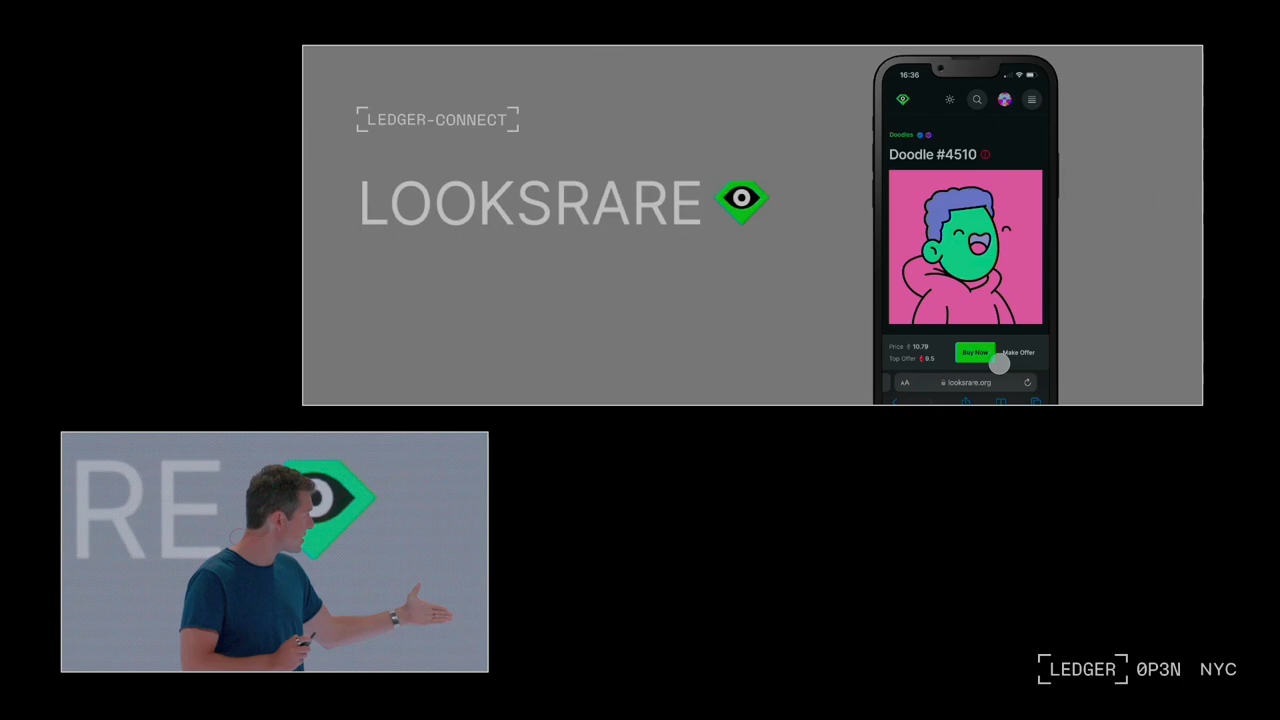 [LEDGER-CONNECT]
LOOKSRARE
16:36
Doodles
Doodle #4510
Price 10.79
Top Offer 9.5
Buy Now
Make Offer
AA
looksrare.org
RE
[LEDGER] 0P3N NYC